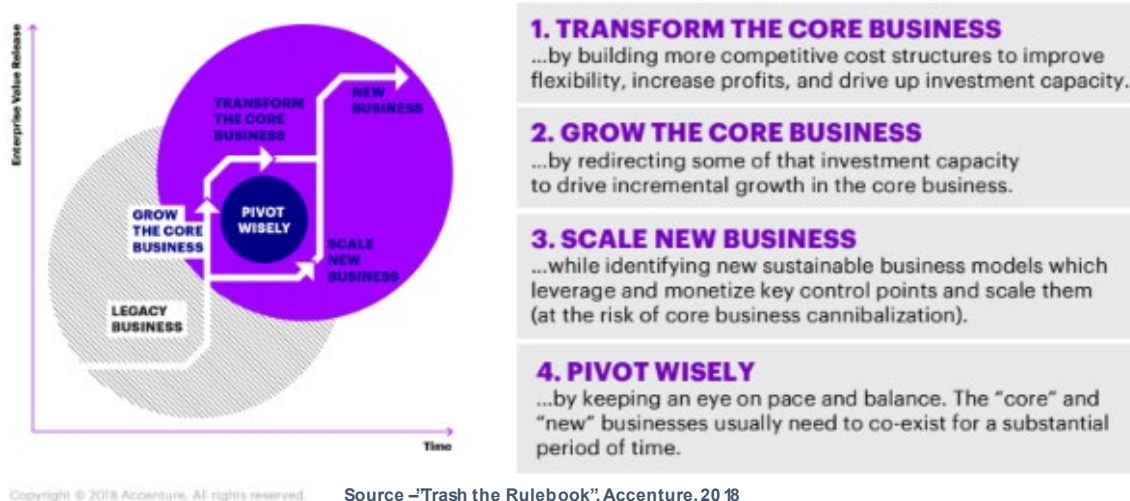 Enterprise Value Release
NEW
BUSINESS
TRANSFORM
THE CORE
BUSINESS
GROW
THE CORE
BUSINESS
PIVOT
WISELY
SCALE
NEW
BUSINESS
LEGACY
BUSINESS
Time
1. TRANSFORM THE CORE BUSINESS
...by building more competitive cost structures to improve
flexibility, increase profits, and drive up investment capacity.
2. GROW THE CORE BUSINESS
...by redirecting some of that investment capacity
to drive incremental growth in the core business.
3. SCALE NEW BUSINESS
...while identifying new sustainable business models which
leverage and monetize key control points and scale them
(at the risk of core business cannibalization).
4. PIVOT WISELY
...by keeping an eye on pace and balance. The “core” and
“new” businesses usually need to co-exist for a substantial
period of time.
Copyright © 2018 Accenture. All rights reserved.
Source –”Trash the Rulebook”, Accenture, 2018